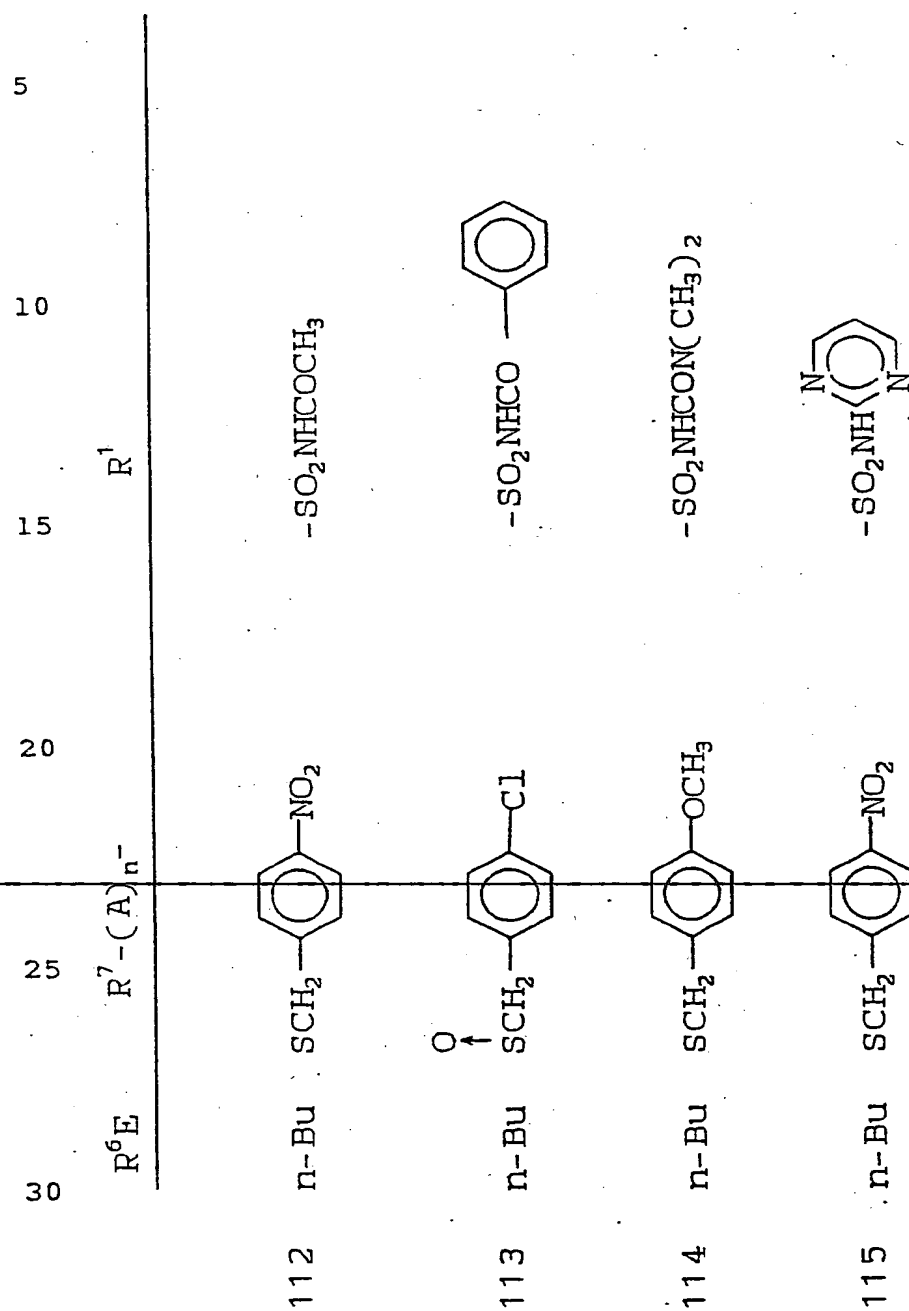 5
10
15
20
25
30
R⁶E R⁷-(A)n- R¹
112 n-Bu SCH₂ NO₂ -SO₂NHCOCH₃
O
113 n-Bu SCH₂ Cl -SO₂NHCO
114 n-Bu SCH₂ OCH₃ -SO₂NHCON(CH₃)₂
N
115 n-Bu SCH₂ NO₂ -SO₂NH
N